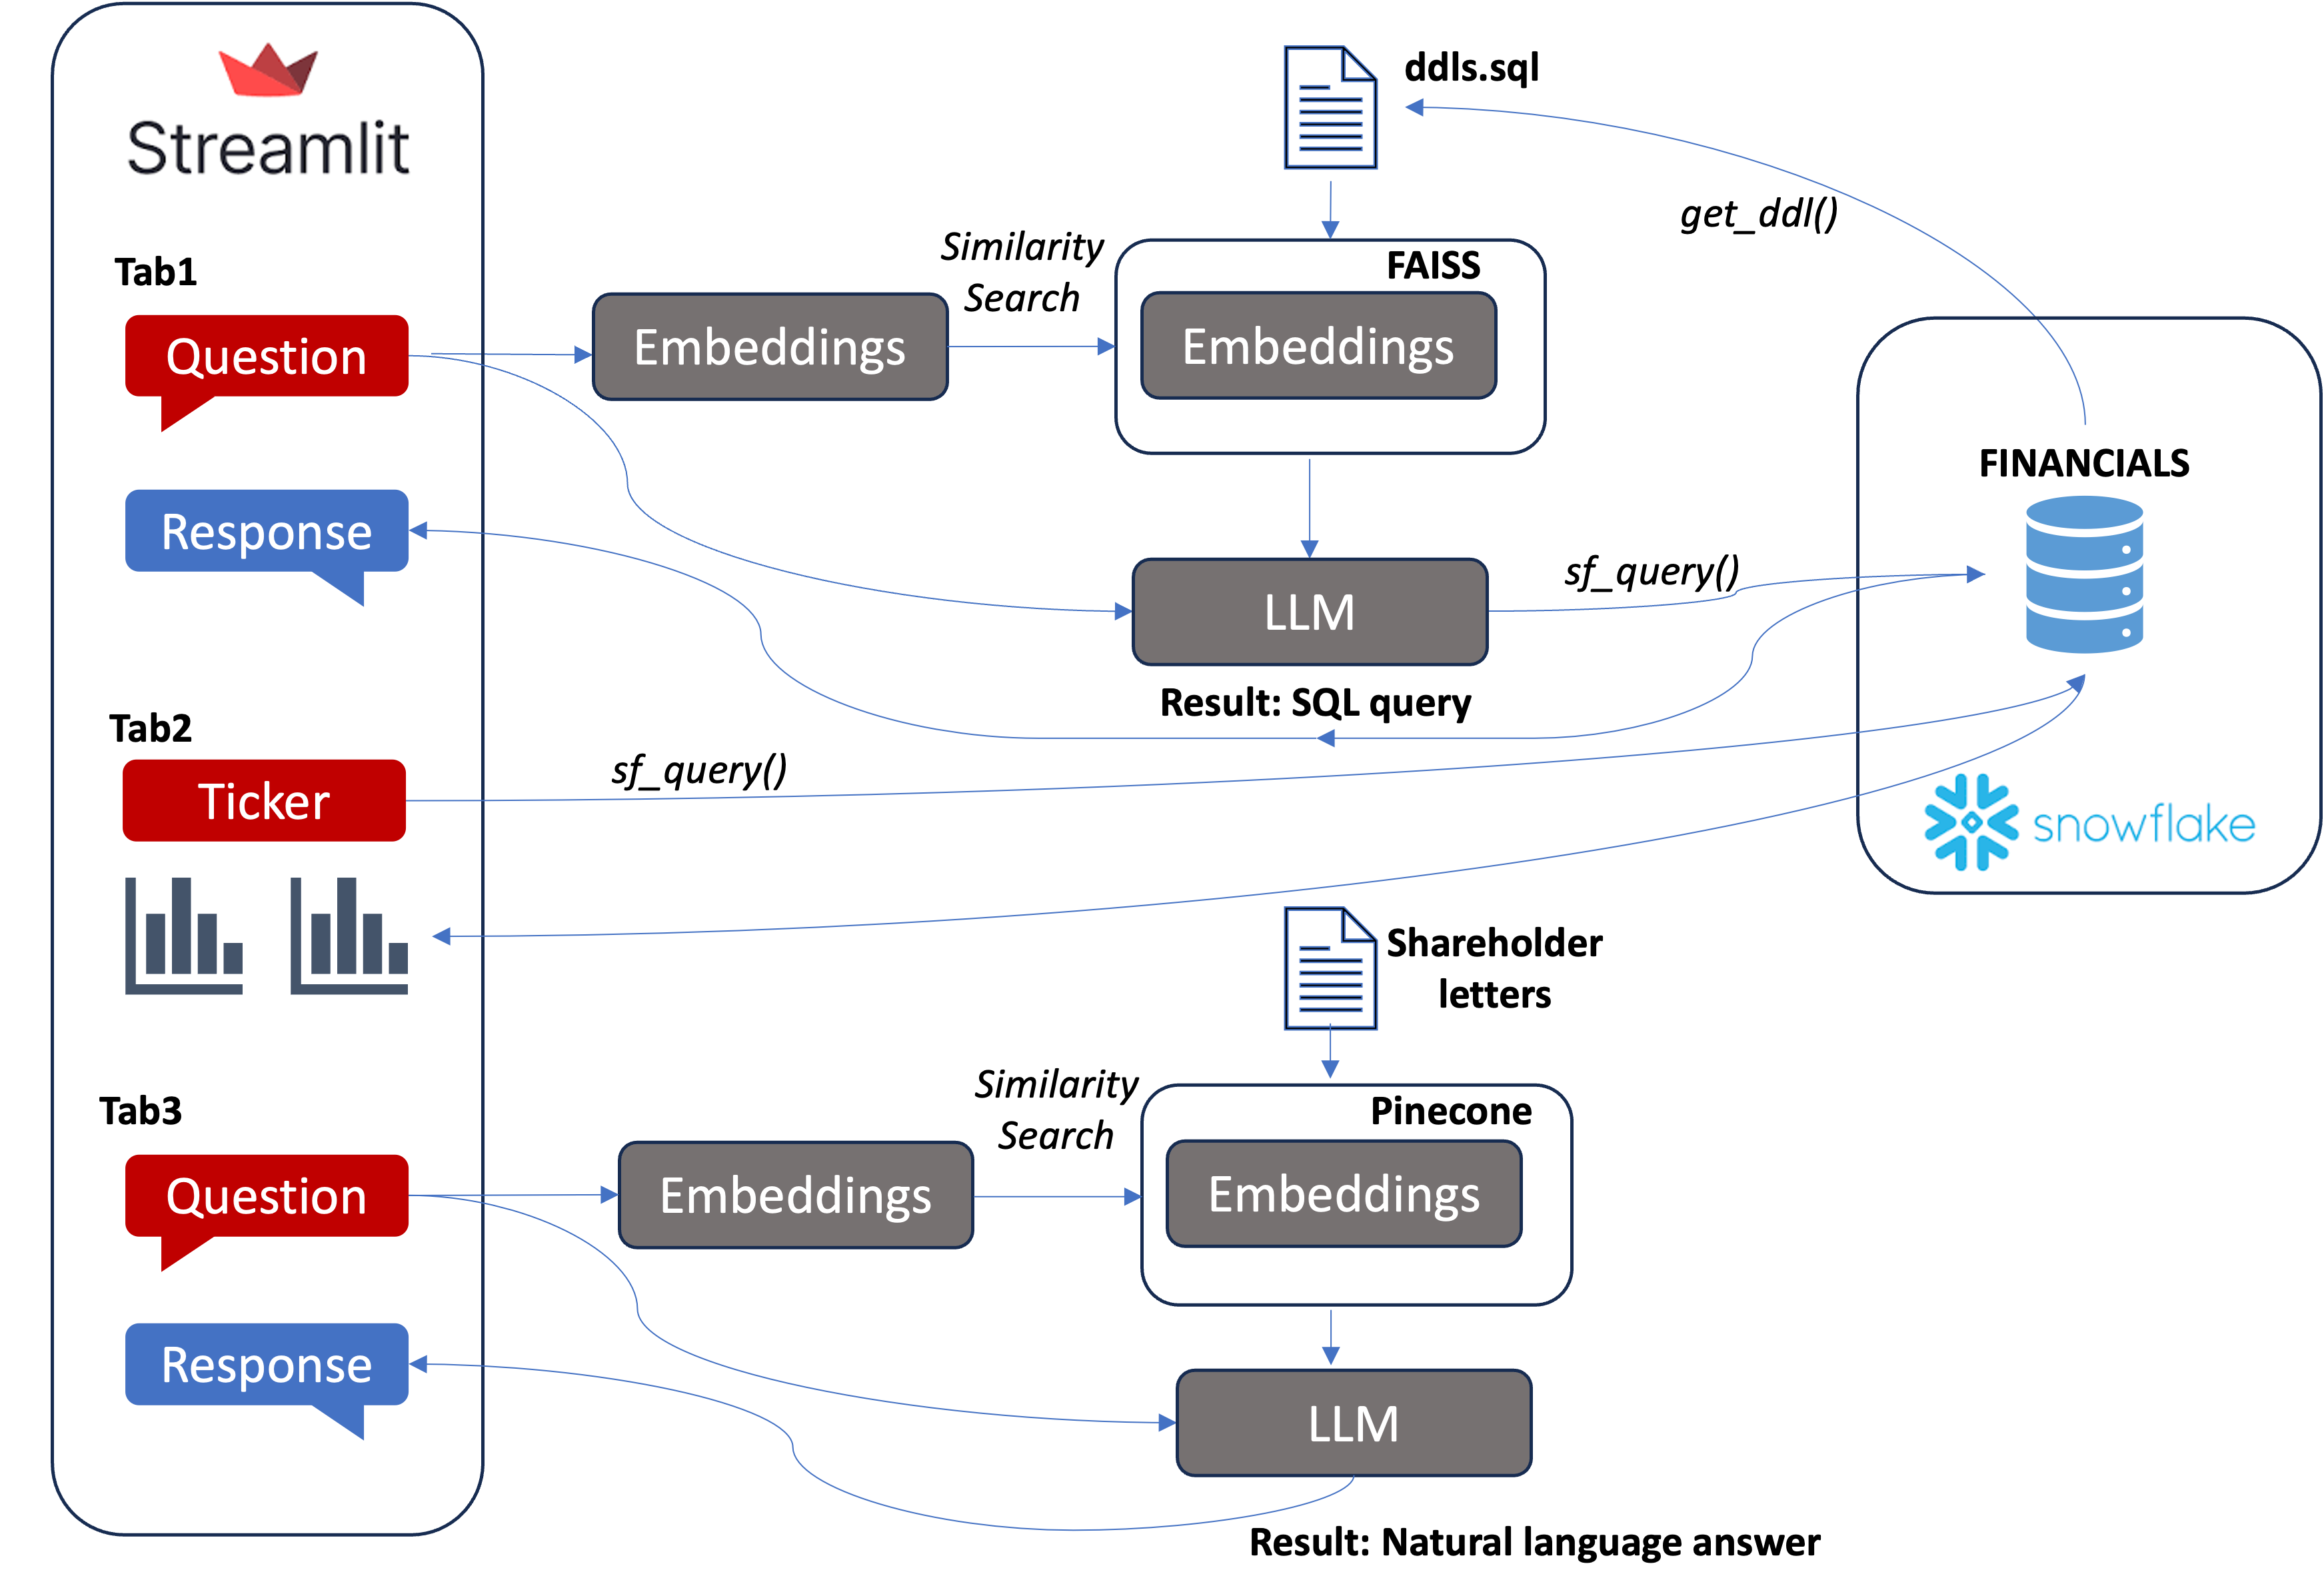 Streamlit
ddls.sql
get_ddl()
Tab1
Similarity
Search
FAISS
Question
Embeddings
Embeddings
FINANCIALS
Response
sf_query()
LLM
Result: SQL query
Tab2
sf_query()
Ticker
snowflake
Shareholder
letters
Similarity
Search
Tab3
Pinecone
Question
Embeddings
Embeddings
Response
LLM
Result: Natural language answer